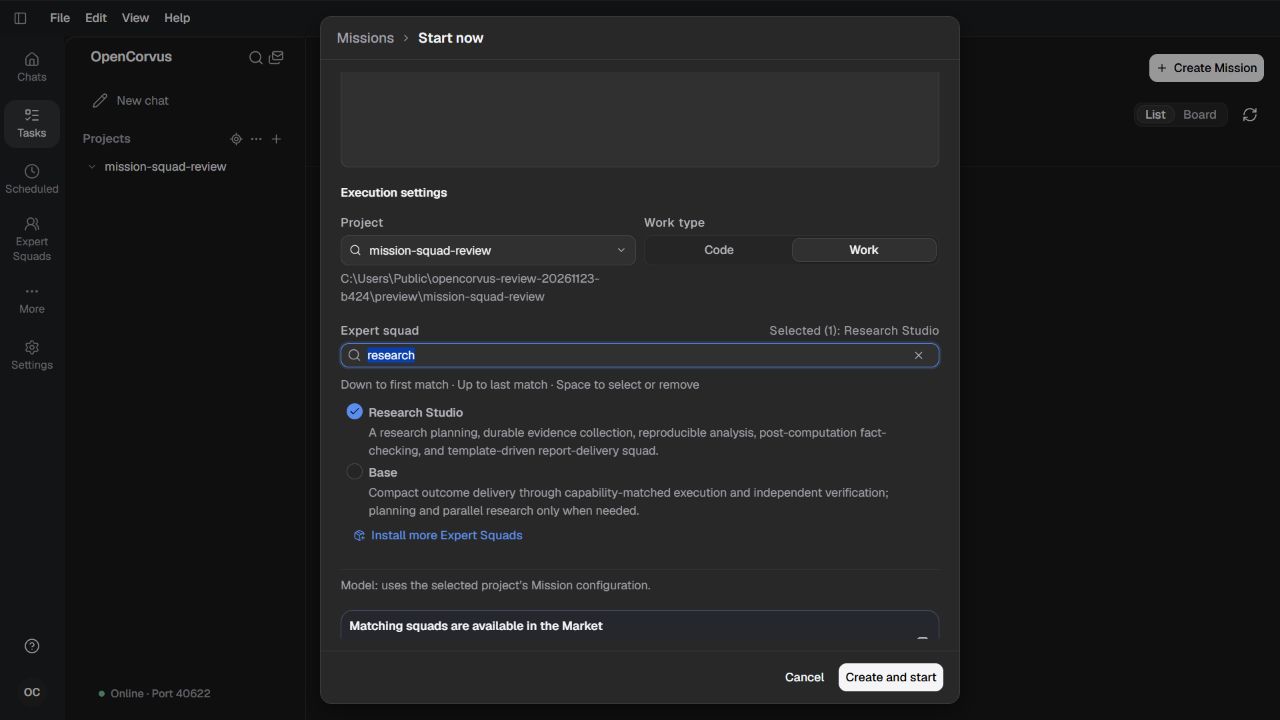 File Edit View Help
Missions › Start now
OpenCorvus
Chats
Create Mission
New chat
Tasks
List Board
Projects
mission-squad-review
Scheduled
Execution settings
Project
Work type
Expert
Squads
mission-squad-review
Code Work
C:\Users\Public\opencorvus-review-20261123-
b424\preview\mission-squad-review
More
Expert squad
Selected (1): Research Studio
Settings
research
Down to first match · Up to last match · Space to select or remove
Research Studio
A research planning, durable evidence collection, reproducible analysis, post-computation fact-
checking, and template-driven report-delivery squad.
Base
Compact outcome delivery through capability-matched execution and independent verification;
planning and parallel research only when needed.
Install more Expert Squads
Model: uses the selected project's Mission configuration.
Matching squads are available in the Market
Cancel Create and start
OC
Online · Port 40622